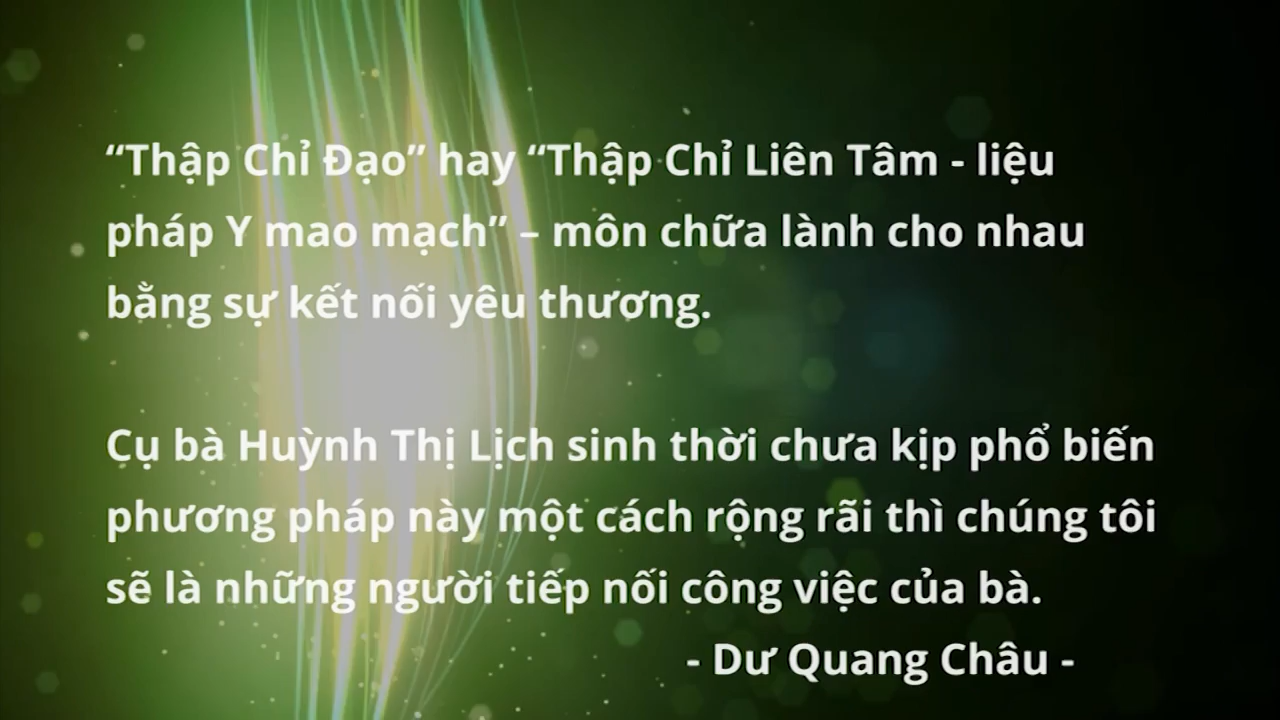 “Thập Chỉ Đạo” hay “Thập Chỉ Liên Tâm - liệu
pháp Y mao mạch” – môn chữa lành cho nhau
bằng sự kết nối yêu thương.
Cụ bà Huỳnh Thị Lịch sinh thời chưa kịp phổ biến
phương pháp này một cách rộng rãi thì chúng tôi
sẽ là những người tiếp nối công việc của bà.
- Dư Quang Châu -